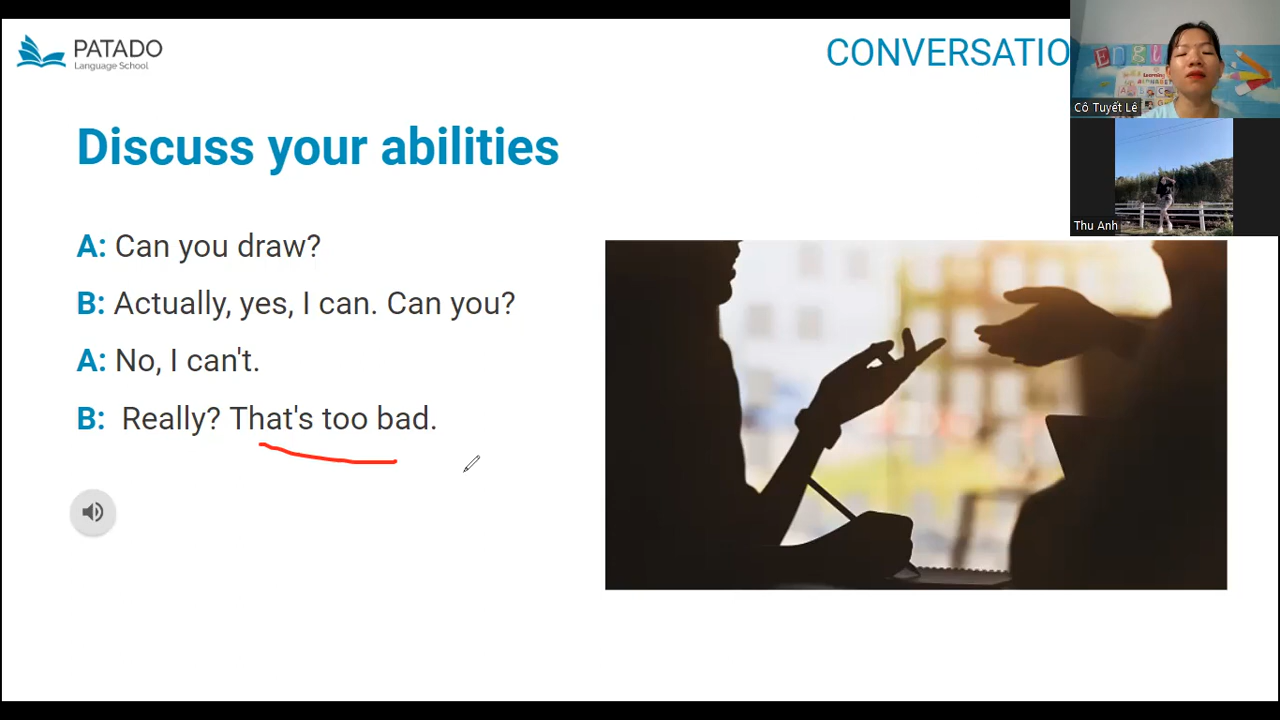 PATADO
Language School
CONVERSATIO
Cô Tuyết Lê
Thu Anh
Discuss your abilities
A: Can you draw?
B: Actually, yes, I can. Can you?
A: No, I can't.
B: Really? That's too bad.